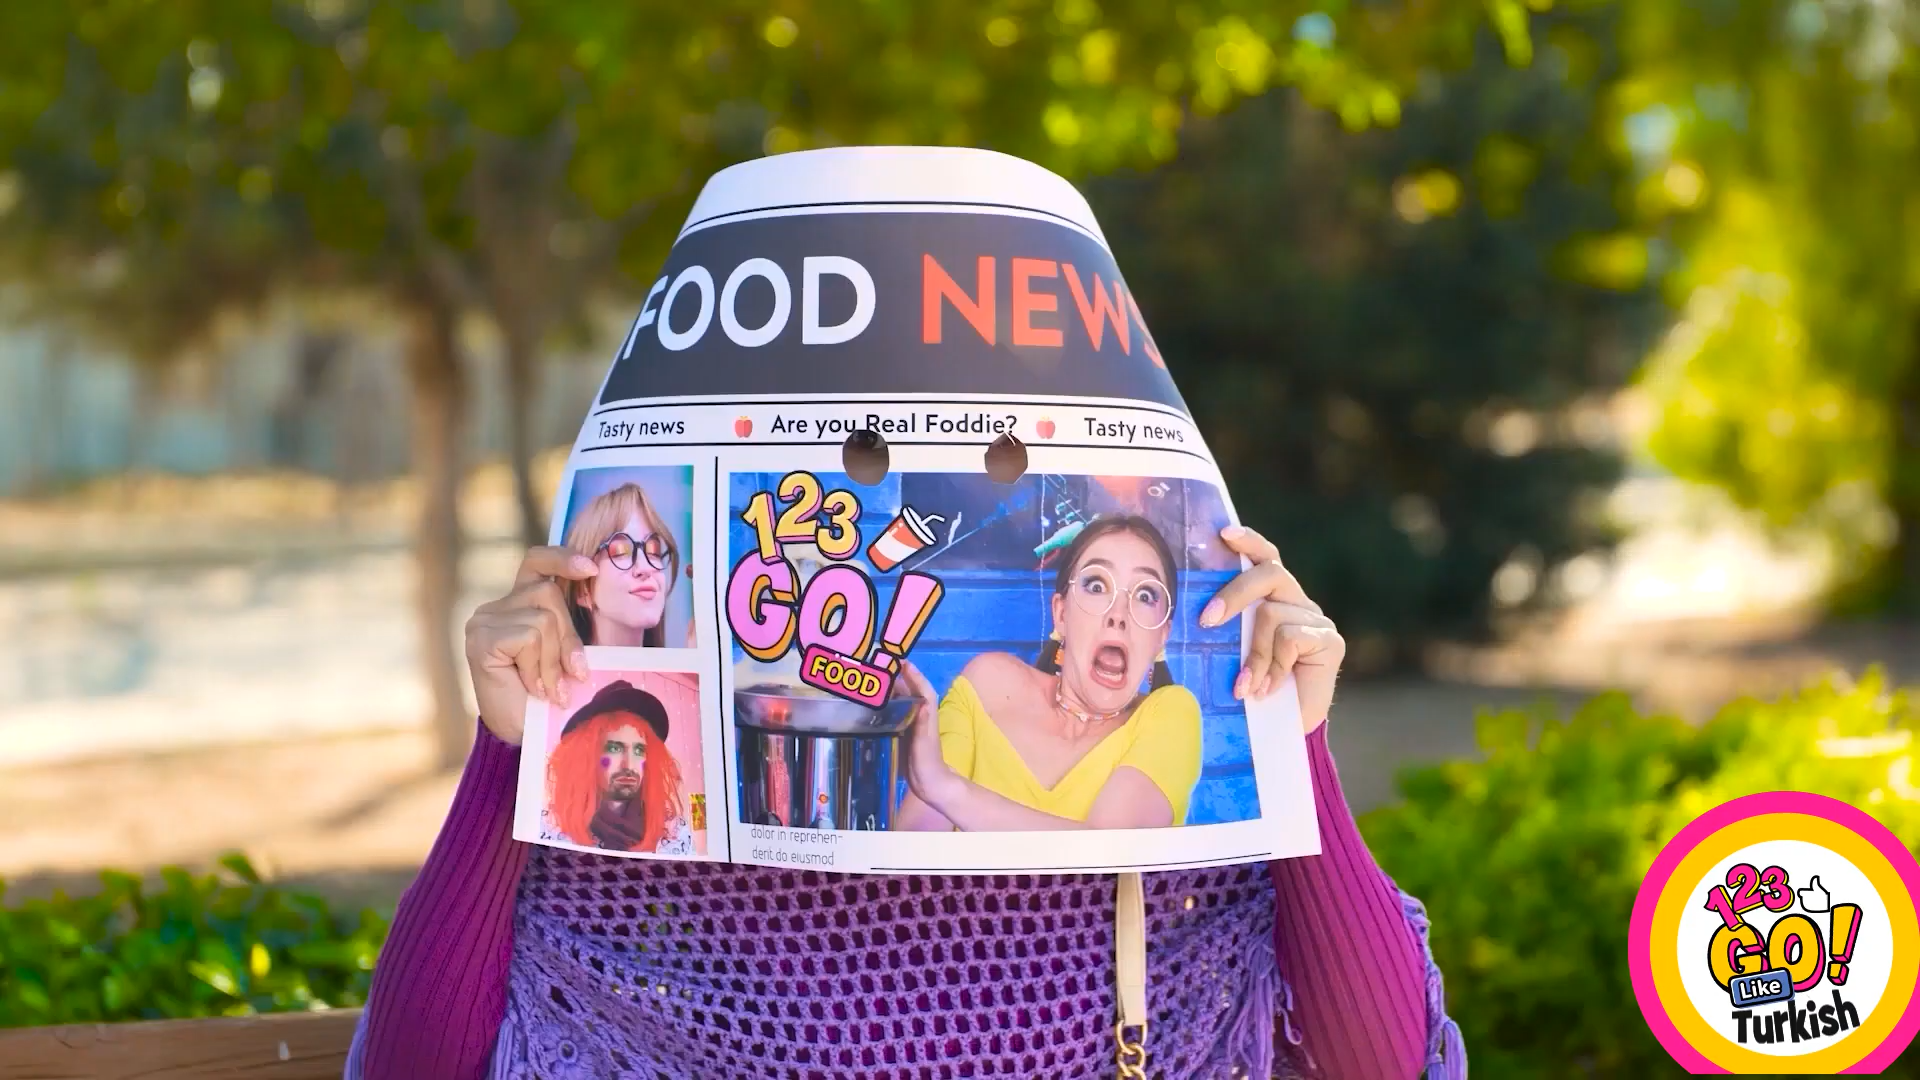 FOOD NEWS
Tasty news
Are you Real Foddie?
Tasty news
123
GO!
FOOD
dolor in reprehen-
derit do eiusmod
123
GO!
Like
Turkish